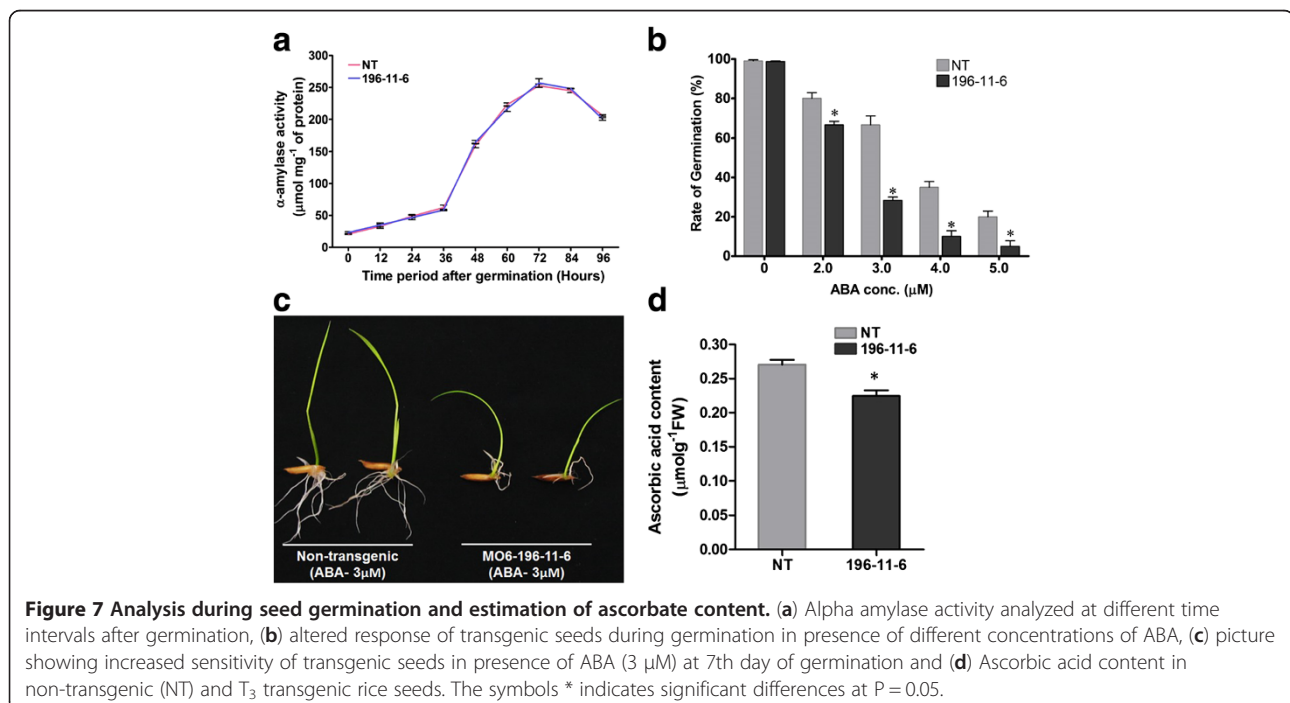 a
NT
196-11-6
α-amylase activity
(μmol mg⁻¹ of protein)
300
250
200
150
100
50
0
0 12 24 36 48 60 72 84 96
Time period after germination (Hours)
b
NT
196-11-6
Rate of Germination (%)
100
80
60
40
20
0
* * * *
0 2.0 3.0 4.0 5.0
ABA conc. (μM)
c
Non-transgenic
(ABA- 3μM)
MO6-196-11-6
(ABA- 3μM)
d
NT
196-11-6
Ascorbic acid content
(μmolg⁻¹FW)
0.30
0.25
0.20
0.15
0.10
0.05
0.00
*
NT 196-11-6
Figure 7 Analysis during seed germination and estimation of ascorbate content. (a) Alpha amylase activity analyzed at different time
intervals after germination, (b) altered response of transgenic seeds during germination in presence of different concentrations of ABA, (c) picture
showing increased sensitivity of transgenic seeds in presence of ABA (3 μM) at 7th day of germination and (d) Ascorbic acid content in
non-transgenic (NT) and T₃ transgenic rice seeds. The symbols * indicates significant differences at P = 0.05.